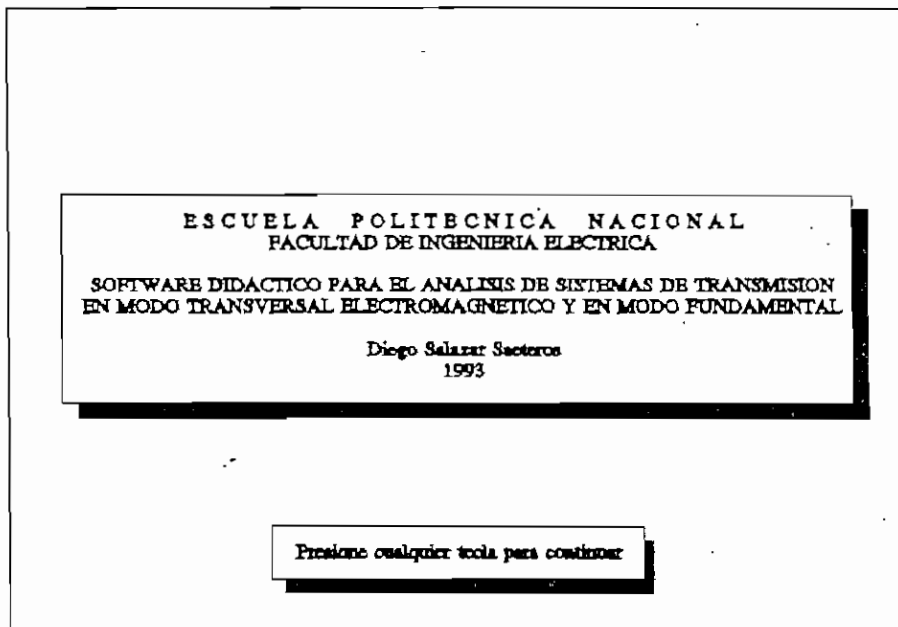 ESCUELA POLITECNICA NACIONAL
FACULTAD DE INGENIERIA ELECTRICA
SOFTWARE DIDACTICO PARA EL ANALISIS DE SISTEMAS DE TRANSMISION
EN MODO TRANSVERSAL ELECTROMAGNETICO Y EN MODO FUNDAMENTAL
Diego Salazar Saeteros
1993
Presione cualquier tecla para continuar